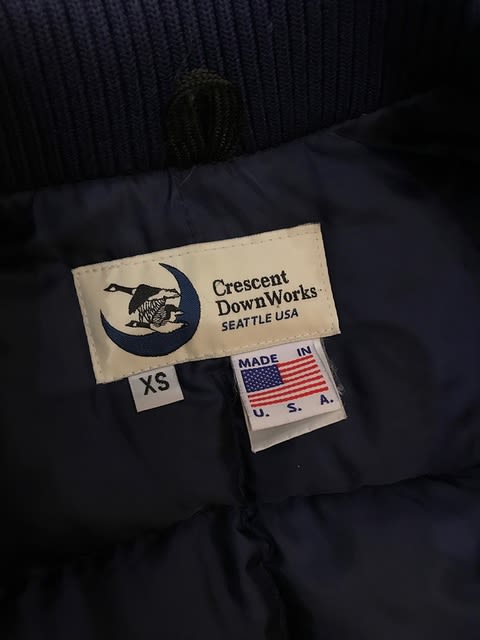 Crescent
DownWorks
SEATTLE USA
XS
MADE IN
U. S. A.